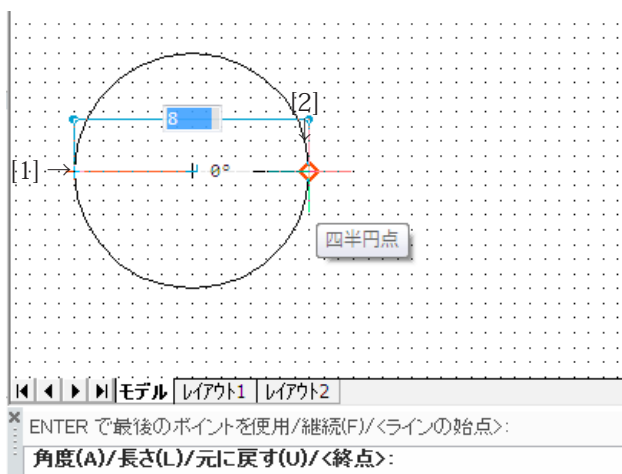 [2]
8
[1]
0°
四半円点
モデル レイアウト1 レイアウト2
ENTER で最後のポイントを使用/継続(F)/<ラインの始点>:
角度(A)/長さ(L)/元に戻す(U)/<終点>: